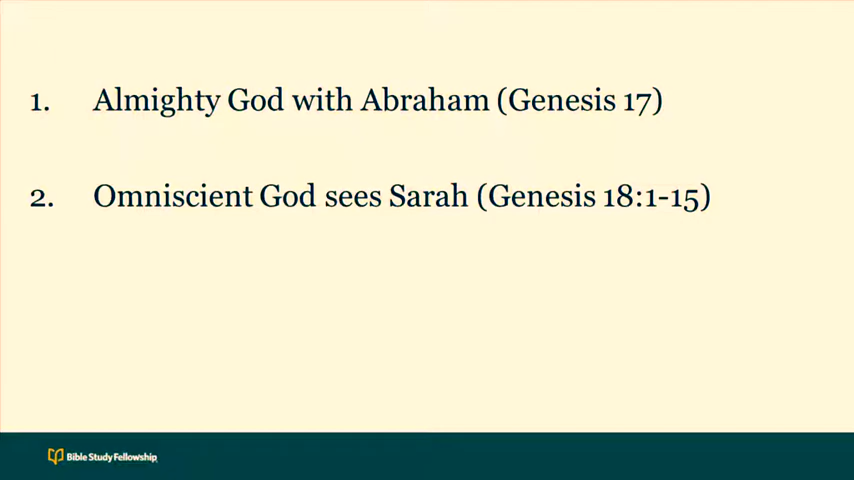 1. Almighty God with Abraham (Genesis 17)
2. Omniscient God sees Sarah (Genesis 18:1-15)
Bible Study Fellowship